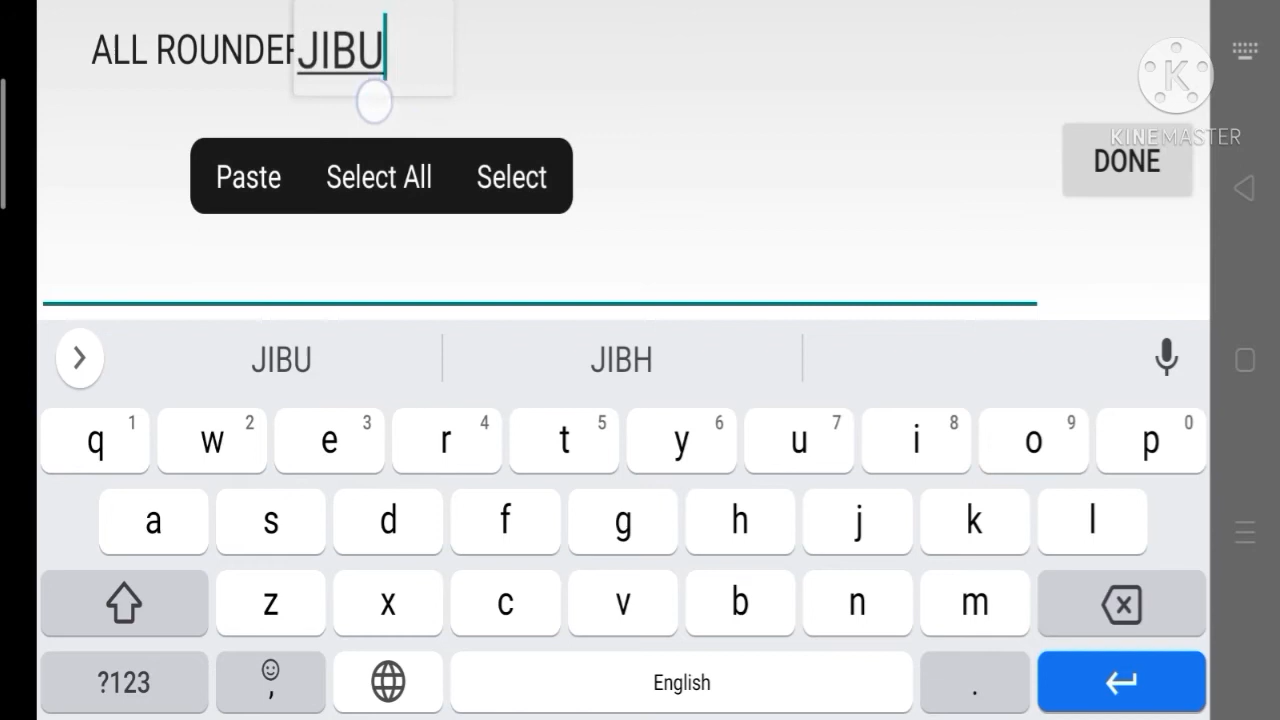 ALL ROUNDER JIBU
K
KINEMASTER
Paste Select All Select
DONE
JIBU JIBH
q 1 w 2 e 3 r 4 t 5 y 6 u 7 i 8 o 9 p 0
a s d f g h j k l
z x c v b n m
?123 , English .